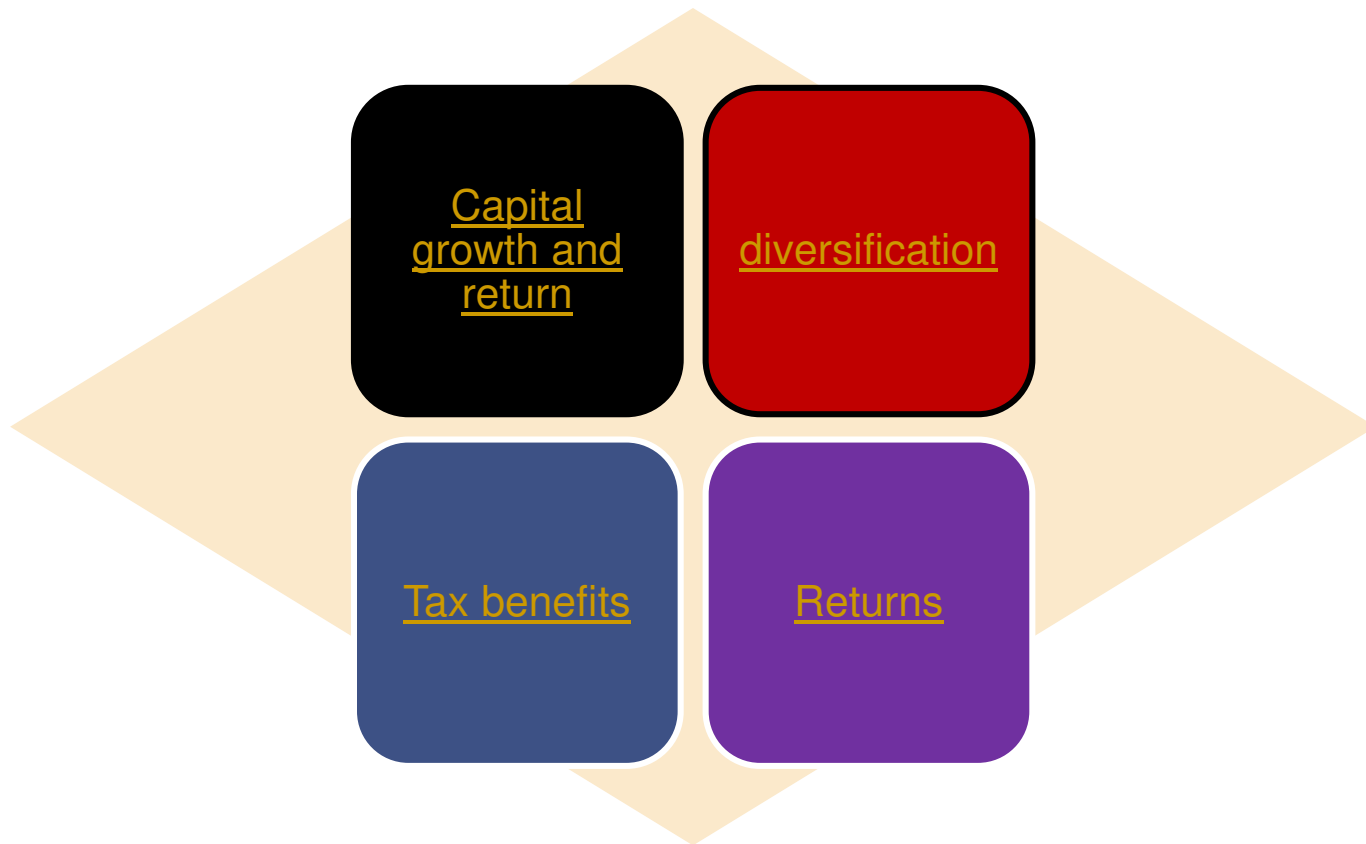 Capital
growth and
return
diversification
Tax benefits
Returns